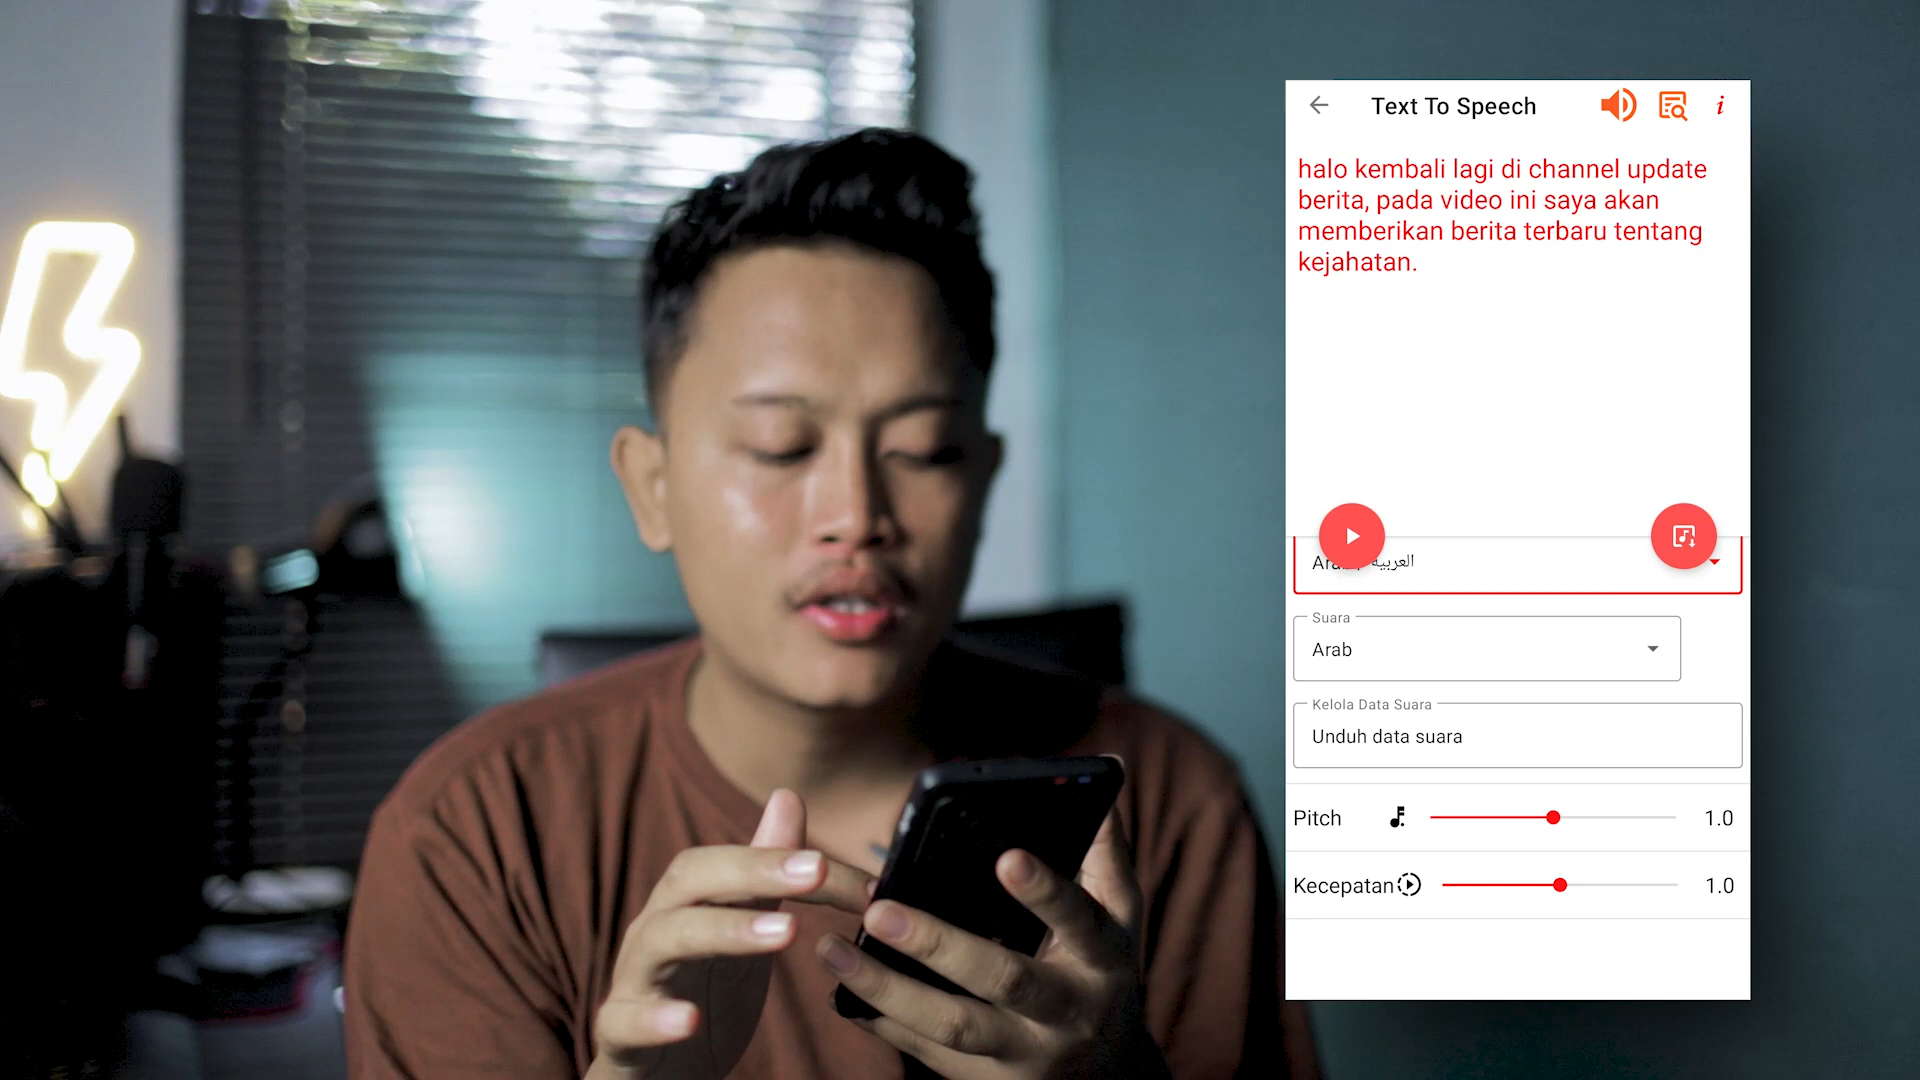 Text To Speech
halo kembali lagi di channel update
berita, pada video ini saya akan
memberikan berita terbaru tentang
kejahatan.
العربية
Suara
Arab
Kelola Data Suara
Unduh data suara
Pitch 1.0
Kecepatan 1.0